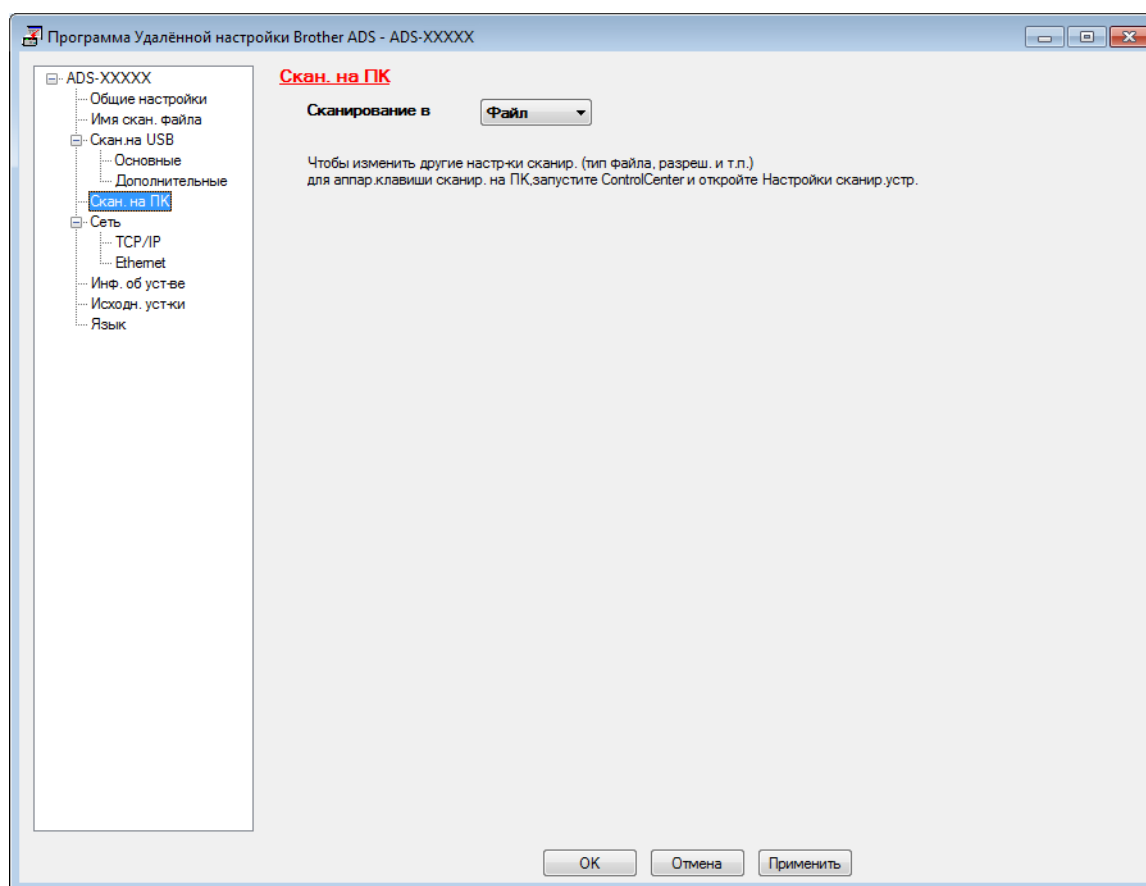 Программа Удалённой настройки Brother ADS - ADS-XXXXX
ADS-XXXXX
Общие настройки
Имя скан. файла
Скан.на USB
Основные
Дополнительные
Скан. на ПК
Сеть
TCP/IP
Ethernet
Инф. об уст-ве
Исходн. уст-ки
Язык
Скан. на ПК
Сканирование в Файл
Чтобы изменить другие настр-ки сканир. (тип файла, разреш. и т.п.)
для аппар.клавиши сканир. на ПК,запустите ControlCenter и откройте Настройки сканир.устр.
OK Отмена Применить